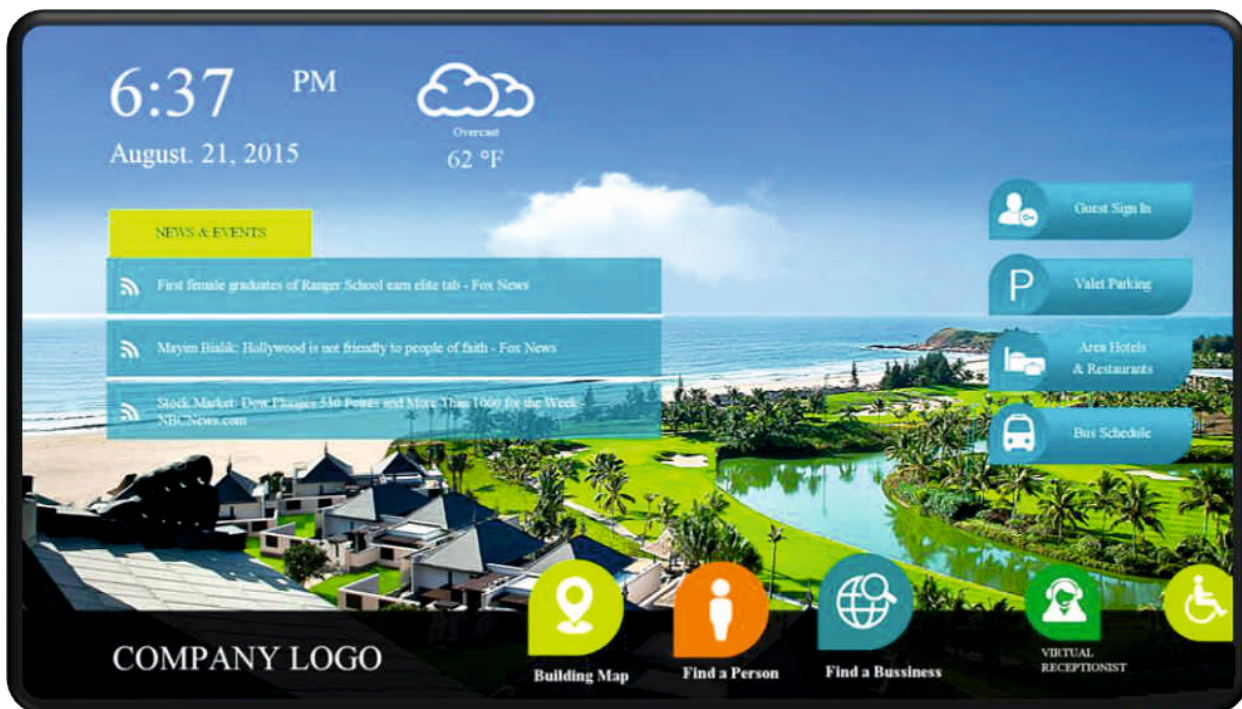 6:37 PM
August. 21, 2015
Overcast
62 °F
NEWS & EVENTS
First female graduates of Ranger School earn elite tab - Fox News
Mayim Bialik: Hollywood is not friendly to people of faith - Fox News
Stock Market: Dow Plunges 530 Points and More Than 1000 for the Week
NBCNews.com
Guest Sign In
P
Valet Parking
Area Hotels
& Restaurants
Bus Schedule
COMPANY LOGO
Building Map
Find a Person
Find a Bussiness
VIRTUAL
RECEPTIONIST